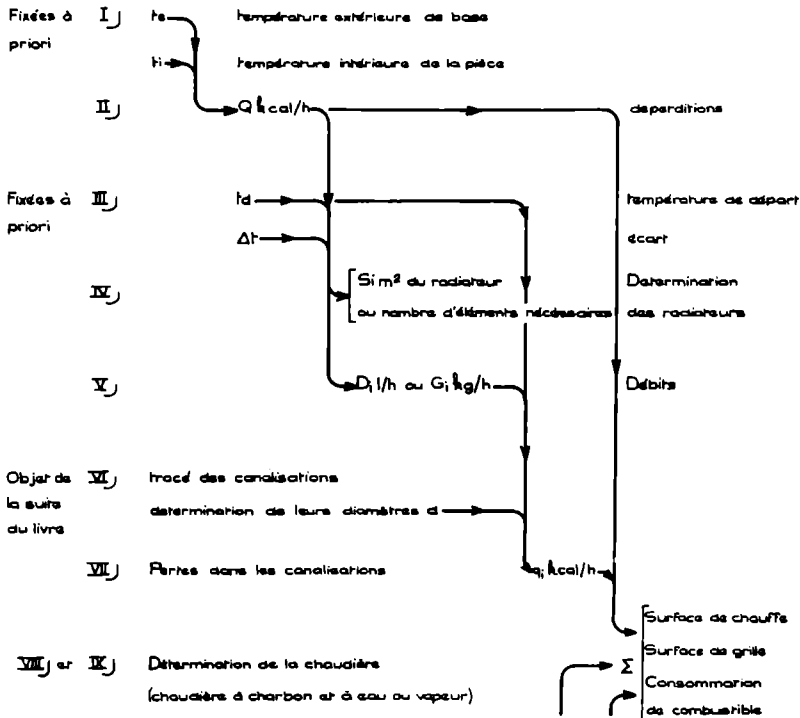 Fixées à I) te température extérieure de base
priori
ti température intérieure de la pièce
II) Q kcal/h déperditions
Fixées à III) td température de départ
priori
Δt écart
IV) Si m² du radiateur Détermination
ou nombre d'éléments nécessaires des radiateurs
V) Di l/h ou Gi kg/h Débits
Objet de VI) tracé des canalisations
la suite détermination de leurs diamètres d
du livre
VII) Pertes dans les canalisations qi kcal/h
Surface de chauffe
VIII) et IX) Détermination de la chaudière Σ Surface de grille
(chaudière à charbon et à eau ou vapeur) Consommation
de combustible